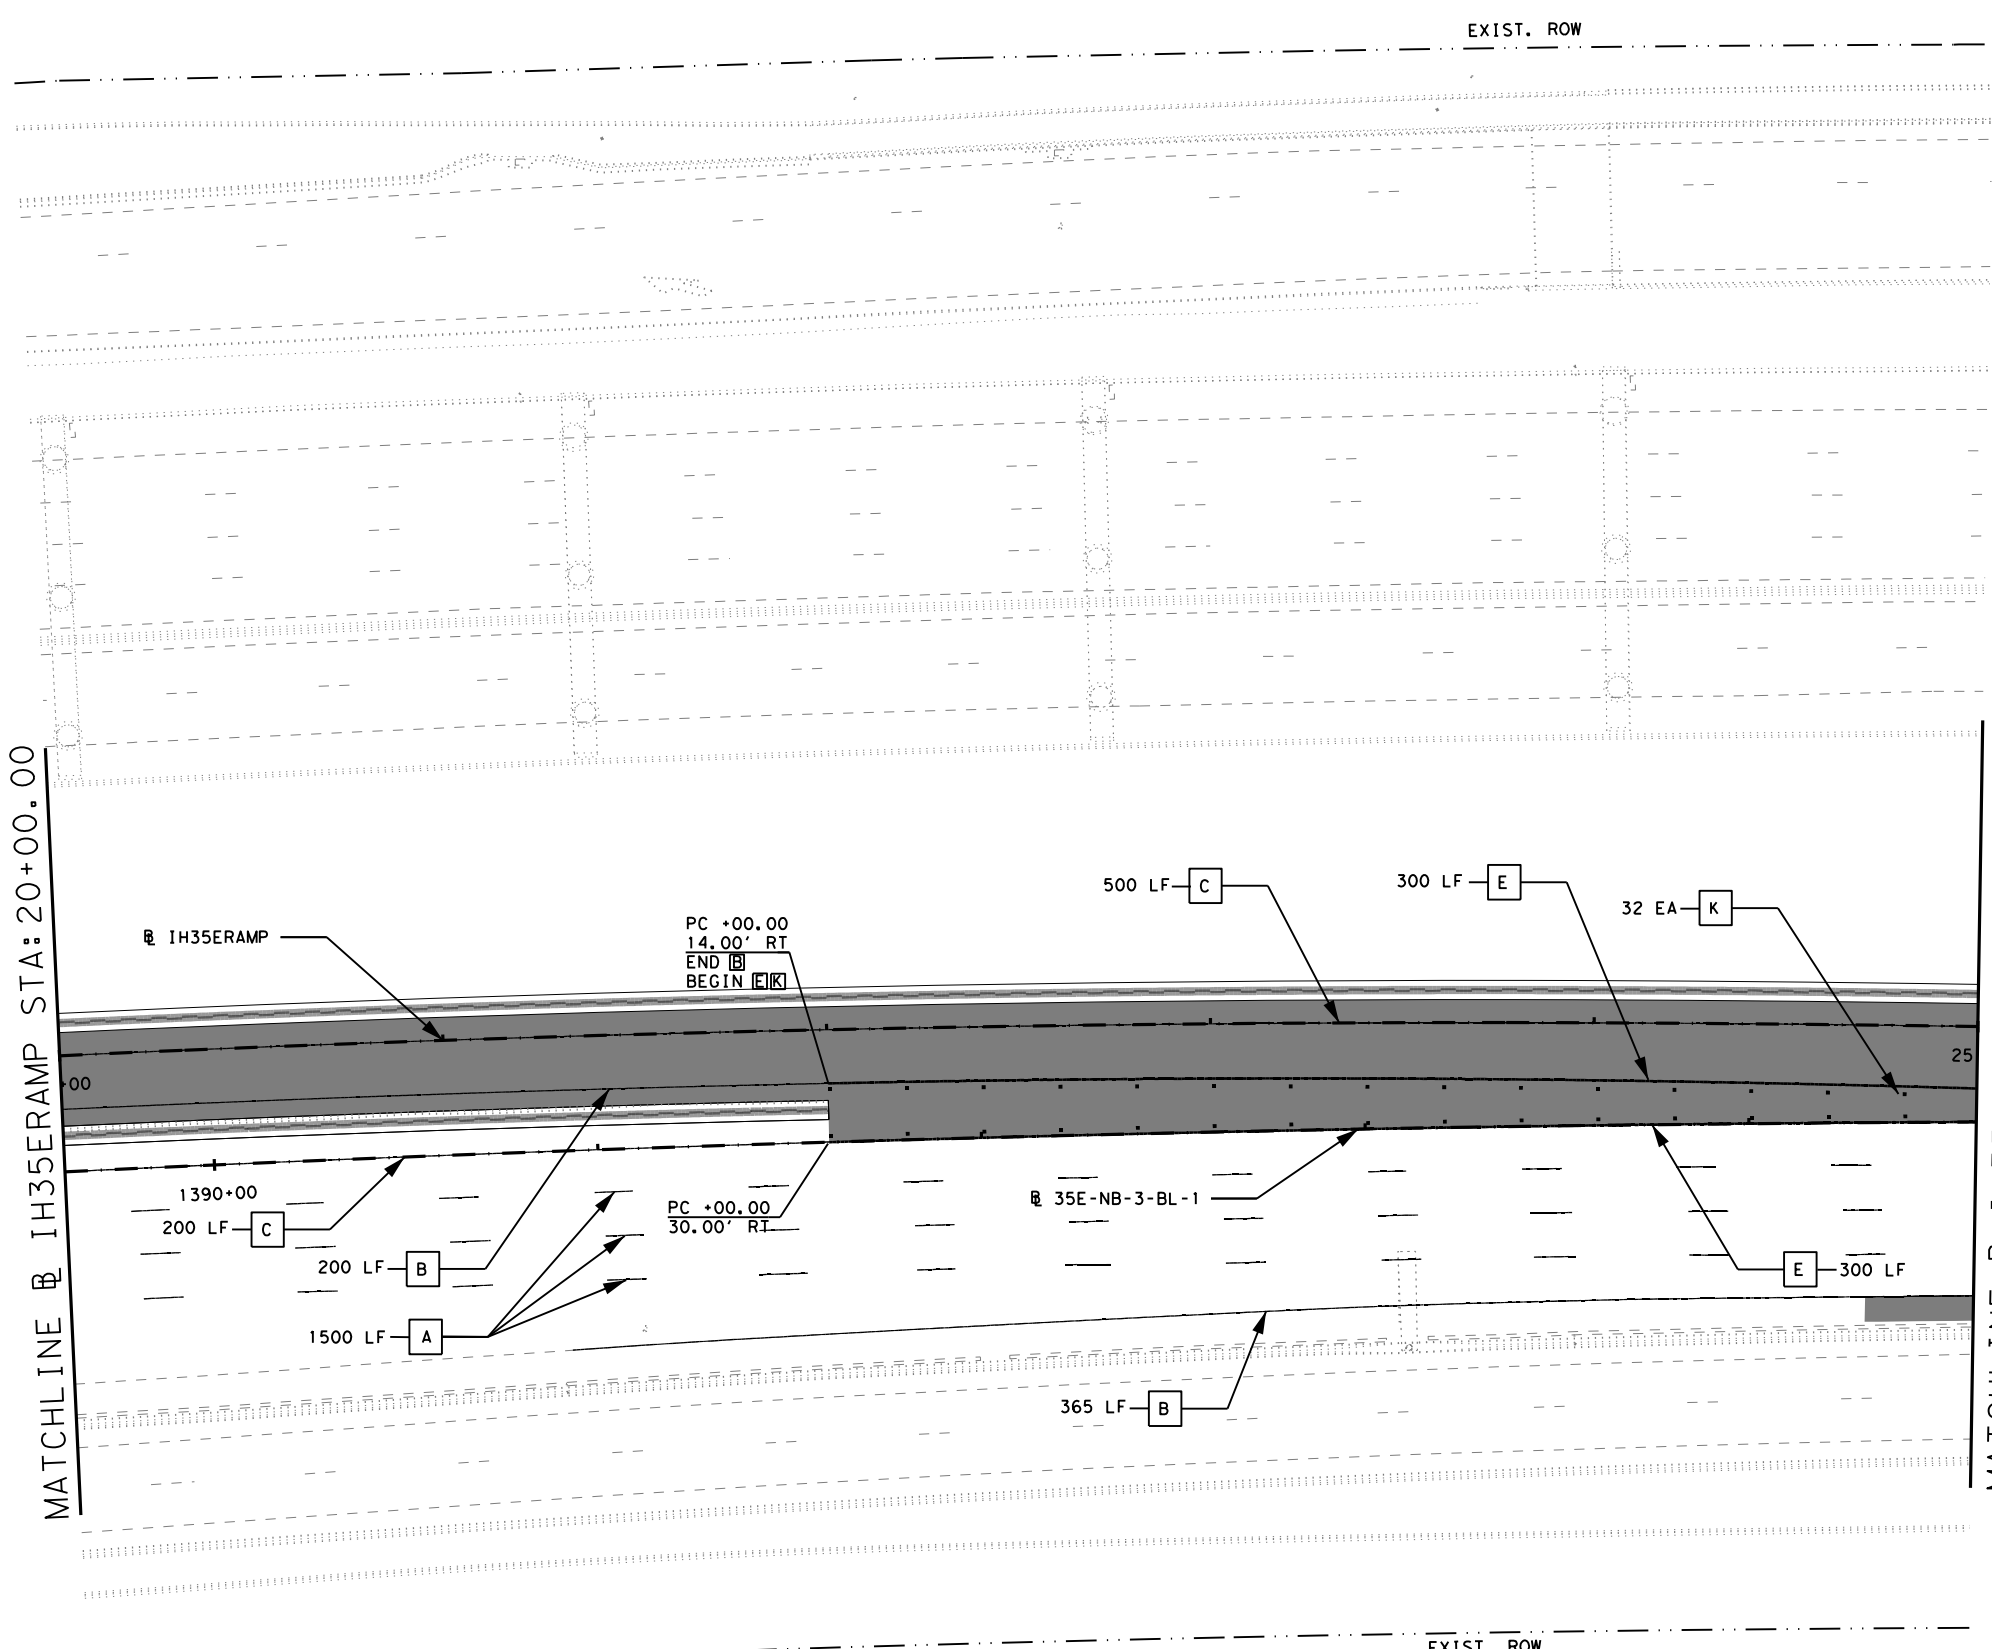 EXIST. ROW
MATCHLINE ⅊ IH35ERAMP STA:20+00.00
500 LF C
300 LF E
32 EA K
⅊ IH35ERAMP
PC +00.00
14.00' RT
END B
BEGIN E K
+00
25
1390+00
200 LF C
PC +00.00
30.00' RT
⅊ 35E-NB-3-BL-1
200 LF B
E 300 LF
1500 LF A
365 LF B
EXIST. ROW